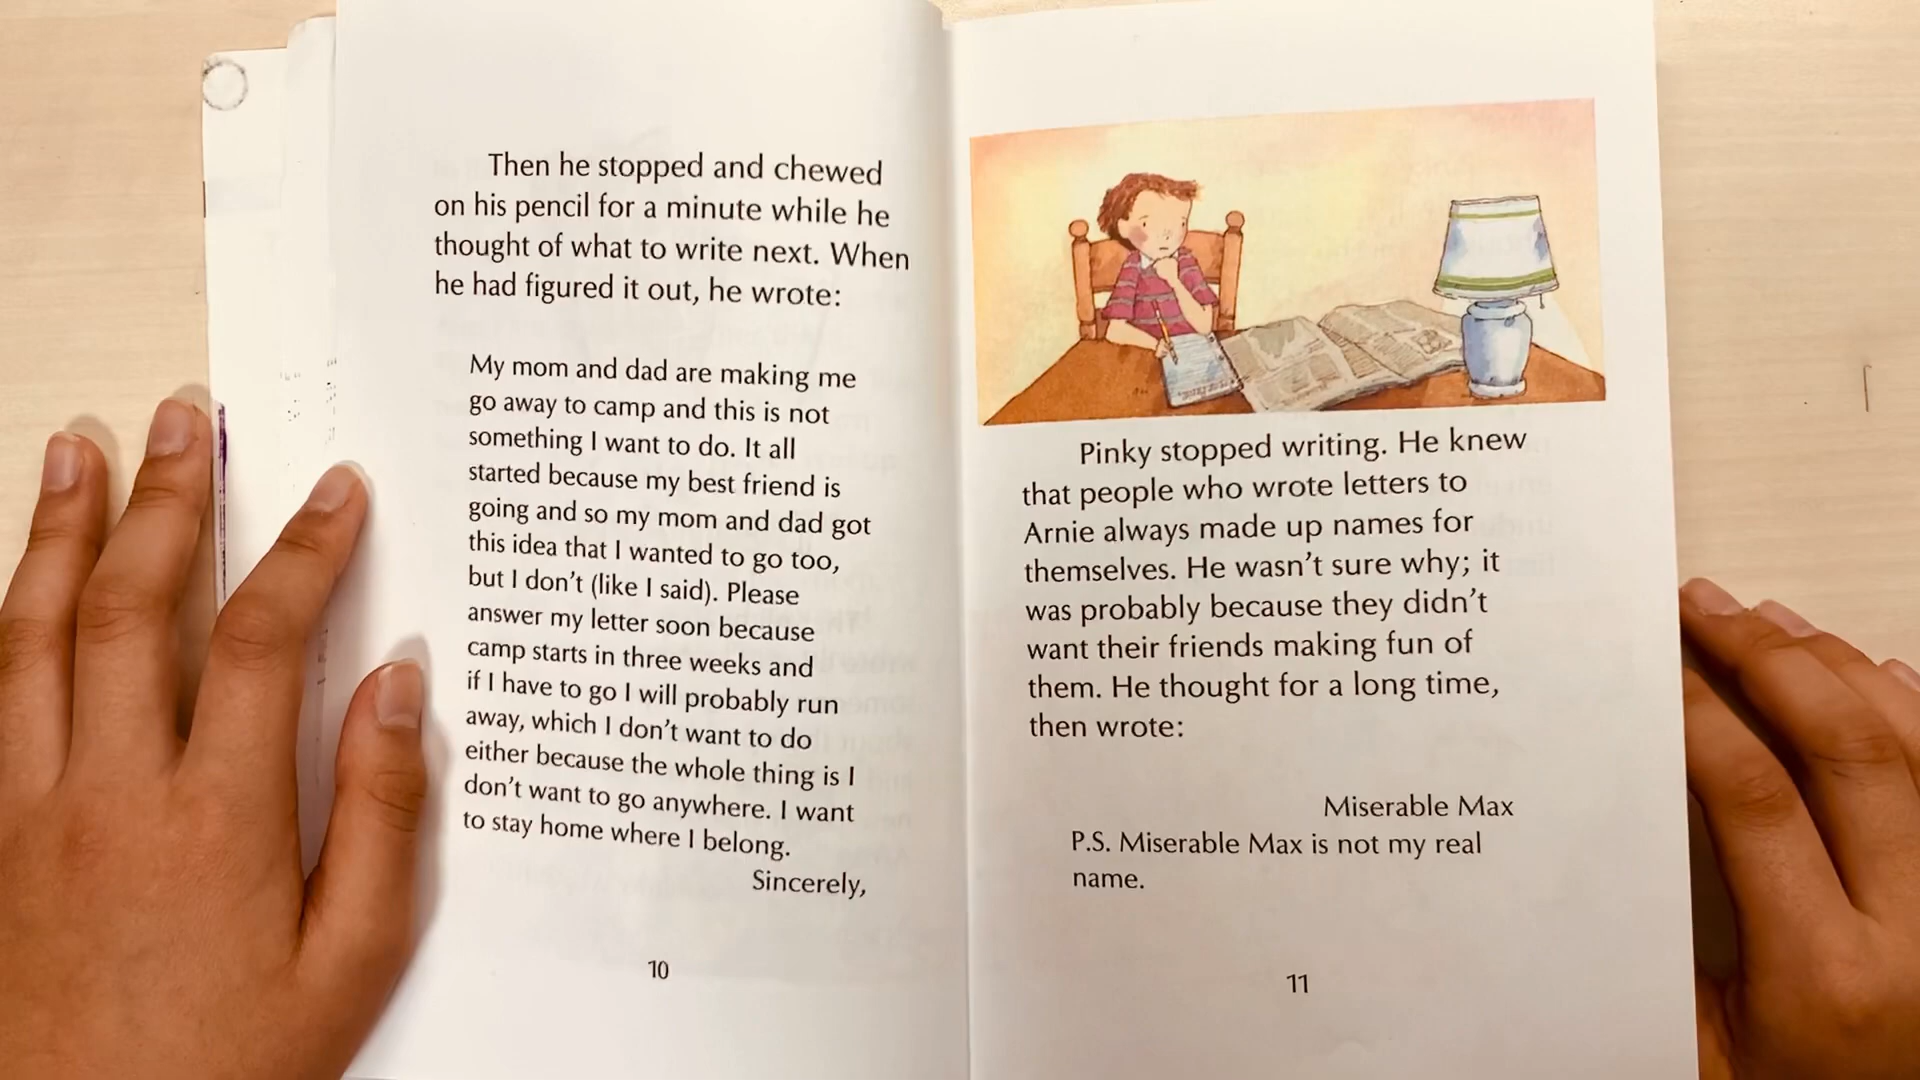 Then he stopped and chewed
on his pencil for a minute while he
thought of what to write next. When
he had figured it out, he wrote:
My mom and dad are making me
go away to camp and this is not
something I want to do. It all
started because my best friend is
going and so my mom and dad got
this idea that I wanted to go too,
but I don't (like I said). Please
answer my letter soon because
camp starts in three weeks and
if I have to go I will probably run
away, which I don't want to do
either because the whole thing is I
don't want to go anywhere. I want
to stay home where I belong.
Sincerely,
10
Pinky stopped writing. He knew
that people who wrote letters to
Arnie always made up names for
themselves. He wasn't sure why; it
was probably because they didn't
want their friends making fun of
them. He thought for a long time,
then wrote:
Miserable Max
P.S. Miserable Max is not my real
name.
11